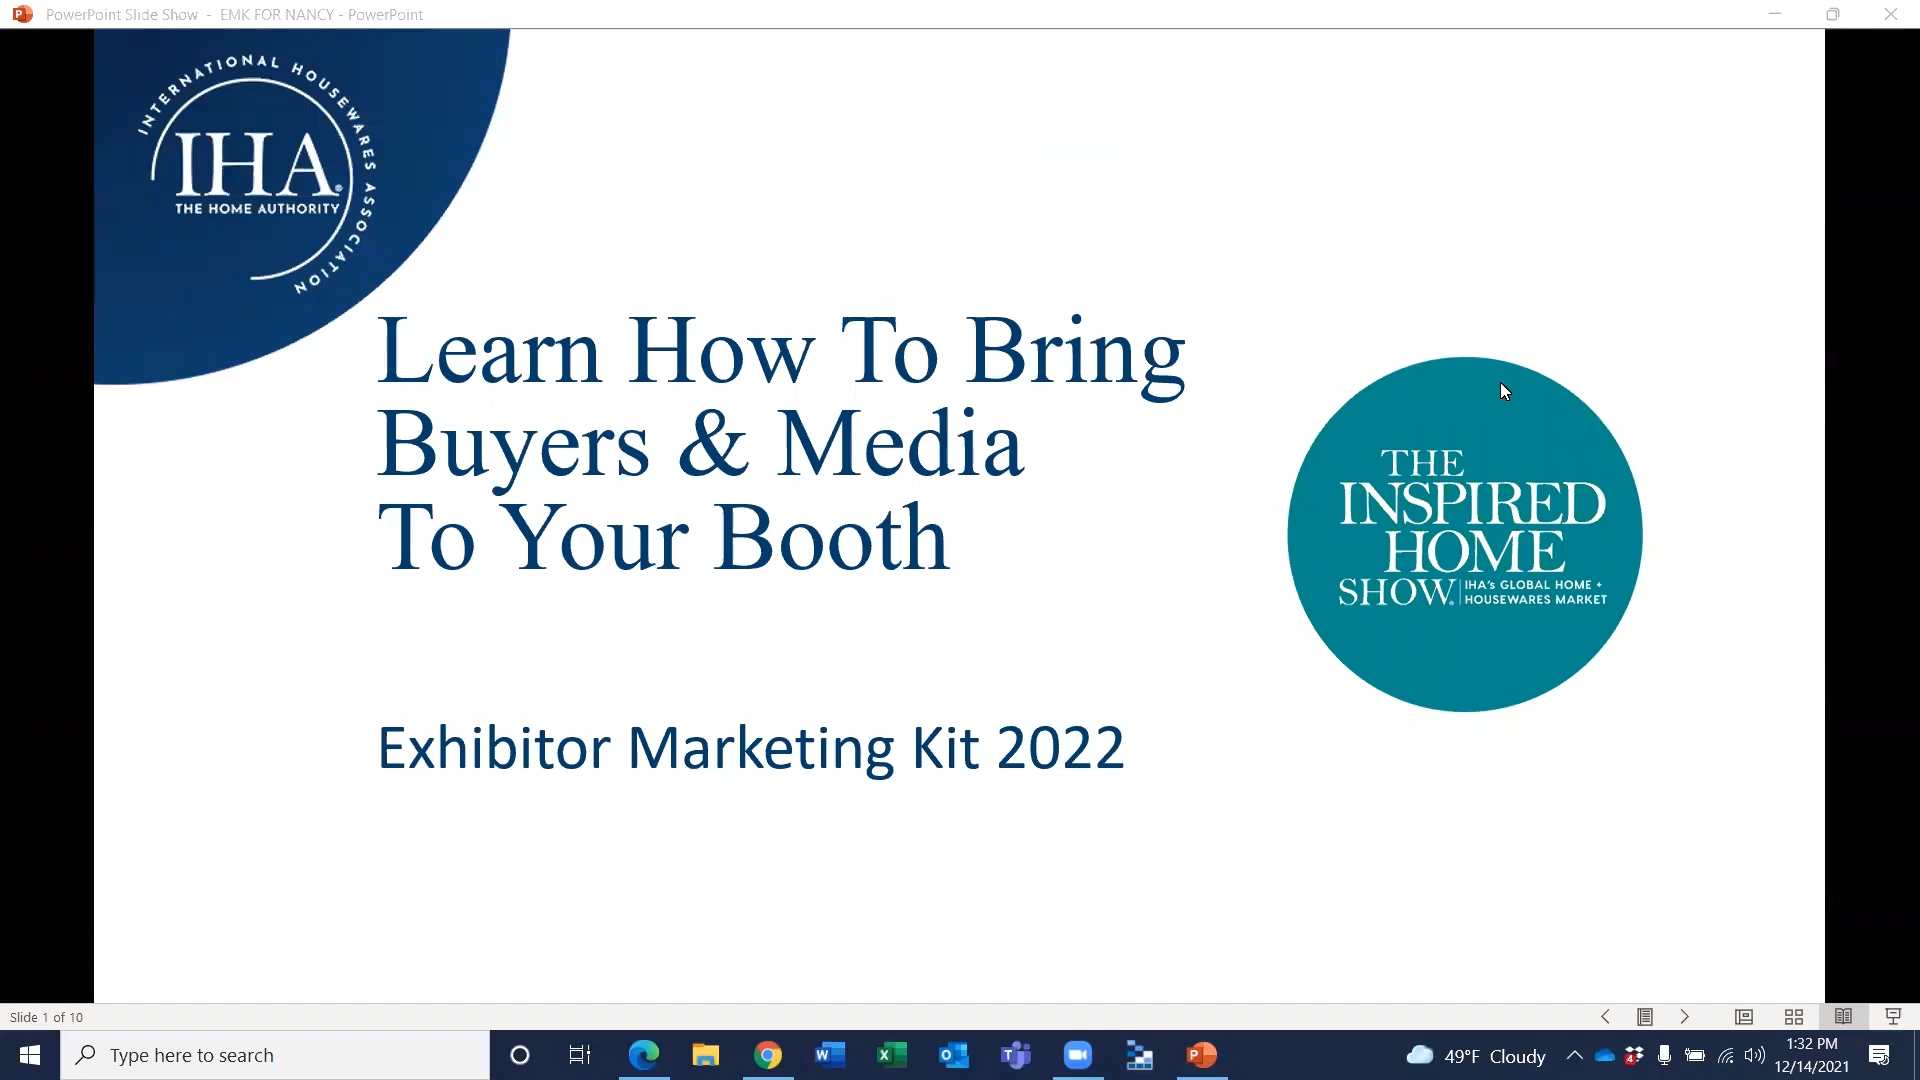 PowerPoint Slide Show - EMK FOR NANCY - PowerPoint
INTERNATIONAL HOUSEWARES ASSOCIATION
IHA®
THE HOME AUTHORITY
Learn How To Bring
Buyers & Media
To Your Booth
THE
INSPIRED
HOME
SHOW®
IHA's GLOBAL HOME +
HOUSEWARES MARKET
Exhibitor Marketing Kit 2022
Slide 1 of 10
Type here to search
49°F Cloudy
4
1:32 PM
12/14/2021